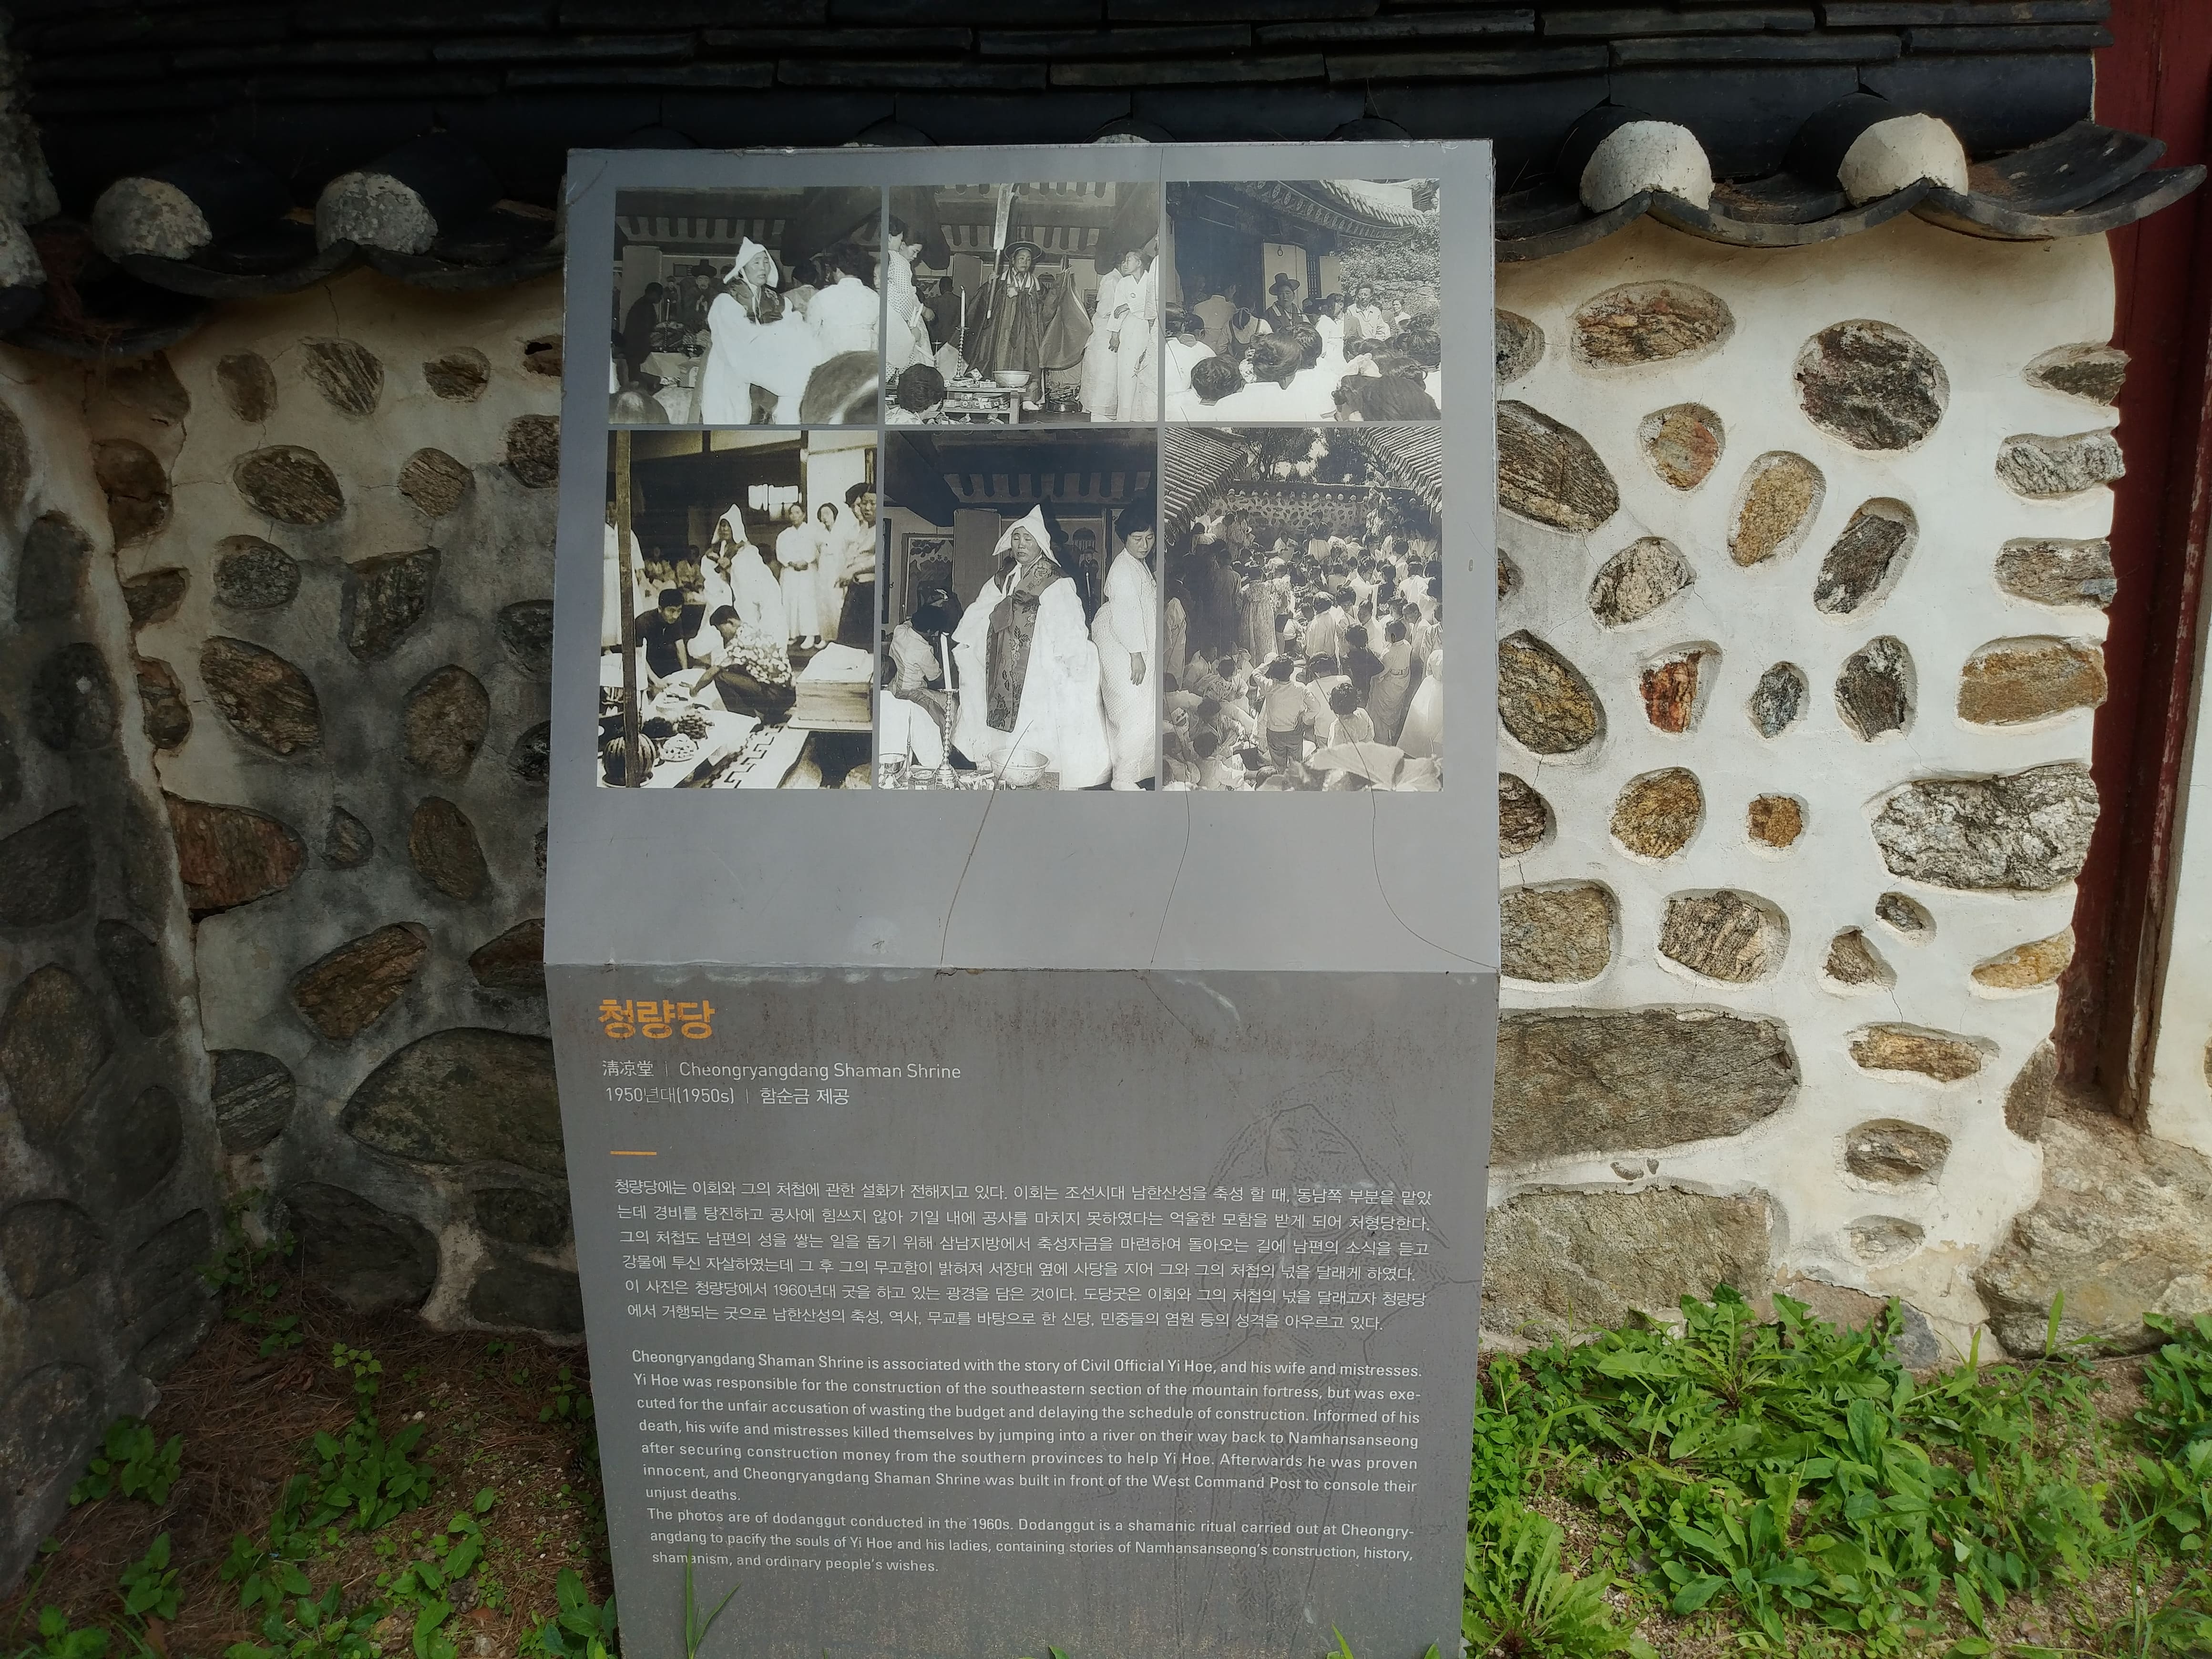 청량당
淸凉堂 | Cheongryangdang Shaman Shrine
1950년대(1950s) | 함순금 제공
청량당에는 이회와 그의 처첩에 관한 설화가 전해지고 있다. 이회는 조선시대 남한산성을 축성 할 때, 동남쪽 부분을 맡았
는데 경비를 탕진하고 공사에 힘쓰지 않아 기일 내에 공사를 마치지 못하였다는 억울한 모함을 받게 되어 처형당한다.
그의 처첩도 남편의 성을 쌓는 일을 돕기 위해 삼남지방에서 축성자금을 마련하여 돌아오는 길에 남편의 소식을 듣고
강물에 투신 자살하였는데 그 후 그의 무고함이 밝혀져 서장대 옆에 사당을 지어 그와 그의 처첩의 넋을 달래게 하였다.
이 사진은 청량당에서 1960년대 굿을 하고 있는 광경을 담은 것이다. 도당굿은 이회와 그의 처첩의 넋을 달래고자 청량당
에서 거행되는 굿으로 남한산성의 축성, 역사, 무교를 바탕으로 한 신당, 민중들의 염원 등의 성격을 아우르고 있다.
Cheongryangdang Shaman Shrine is associated with the story of Civil Official Yi Hoe, and his wife and mistresses.
Yi Hoe was responsible for the construction of the southeastern section of the mountain fortress, but was exe-
cuted for the unfair accusation of wasting the budget and delaying the schedule of construction. Informed of his
death, his wife and mistresses killed themselves by jumping into a river on their way back to Namhansanseong
after securing construction money from the southern provinces to help Yi Hoe. Afterwards he was proven
innocent, and Cheongryangdang Shaman Shrine was built in front of the West Command Post to console their
unjust deaths.
The photos are of dodanggut conducted in the 1960s. Dodanggut is a shamanic ritual carried out at Cheongry-
angdang to pacify the souls of Yi Hoe and his ladies, containing stories of Namhansanseong's construction, history,
shamanism, and ordinary people's wishes.